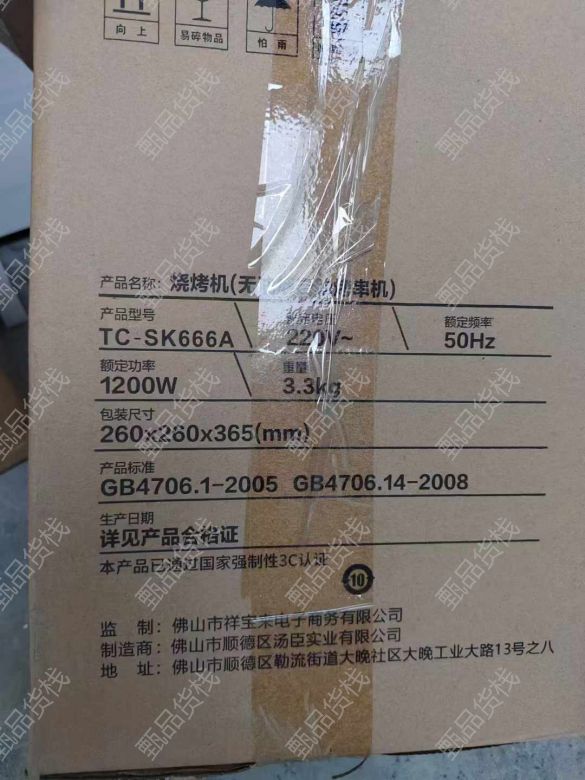 向上 易碎物品 怕雨
产品名称: 烧烤机(无 串机)
产品型号 额定电压 额定频率
TC-SK666A 220V~ 50Hz
额定功率 重量
1200W 3.3kg
包装尺寸
260x260x365(mm)
产品标准
GB4706.1-2005 GB4706.14-2008
生产日期
详见产品合格证
本产品已通过国家强制性3C认证
10
监 制: 佛山市祥宝来电子商务有限公司
制造商: 佛山市顺德区汤臣实业有限公司
地 址: 佛山市顺德区勒流街道大晚社区大晚工业大路13号之八
甄品货栈